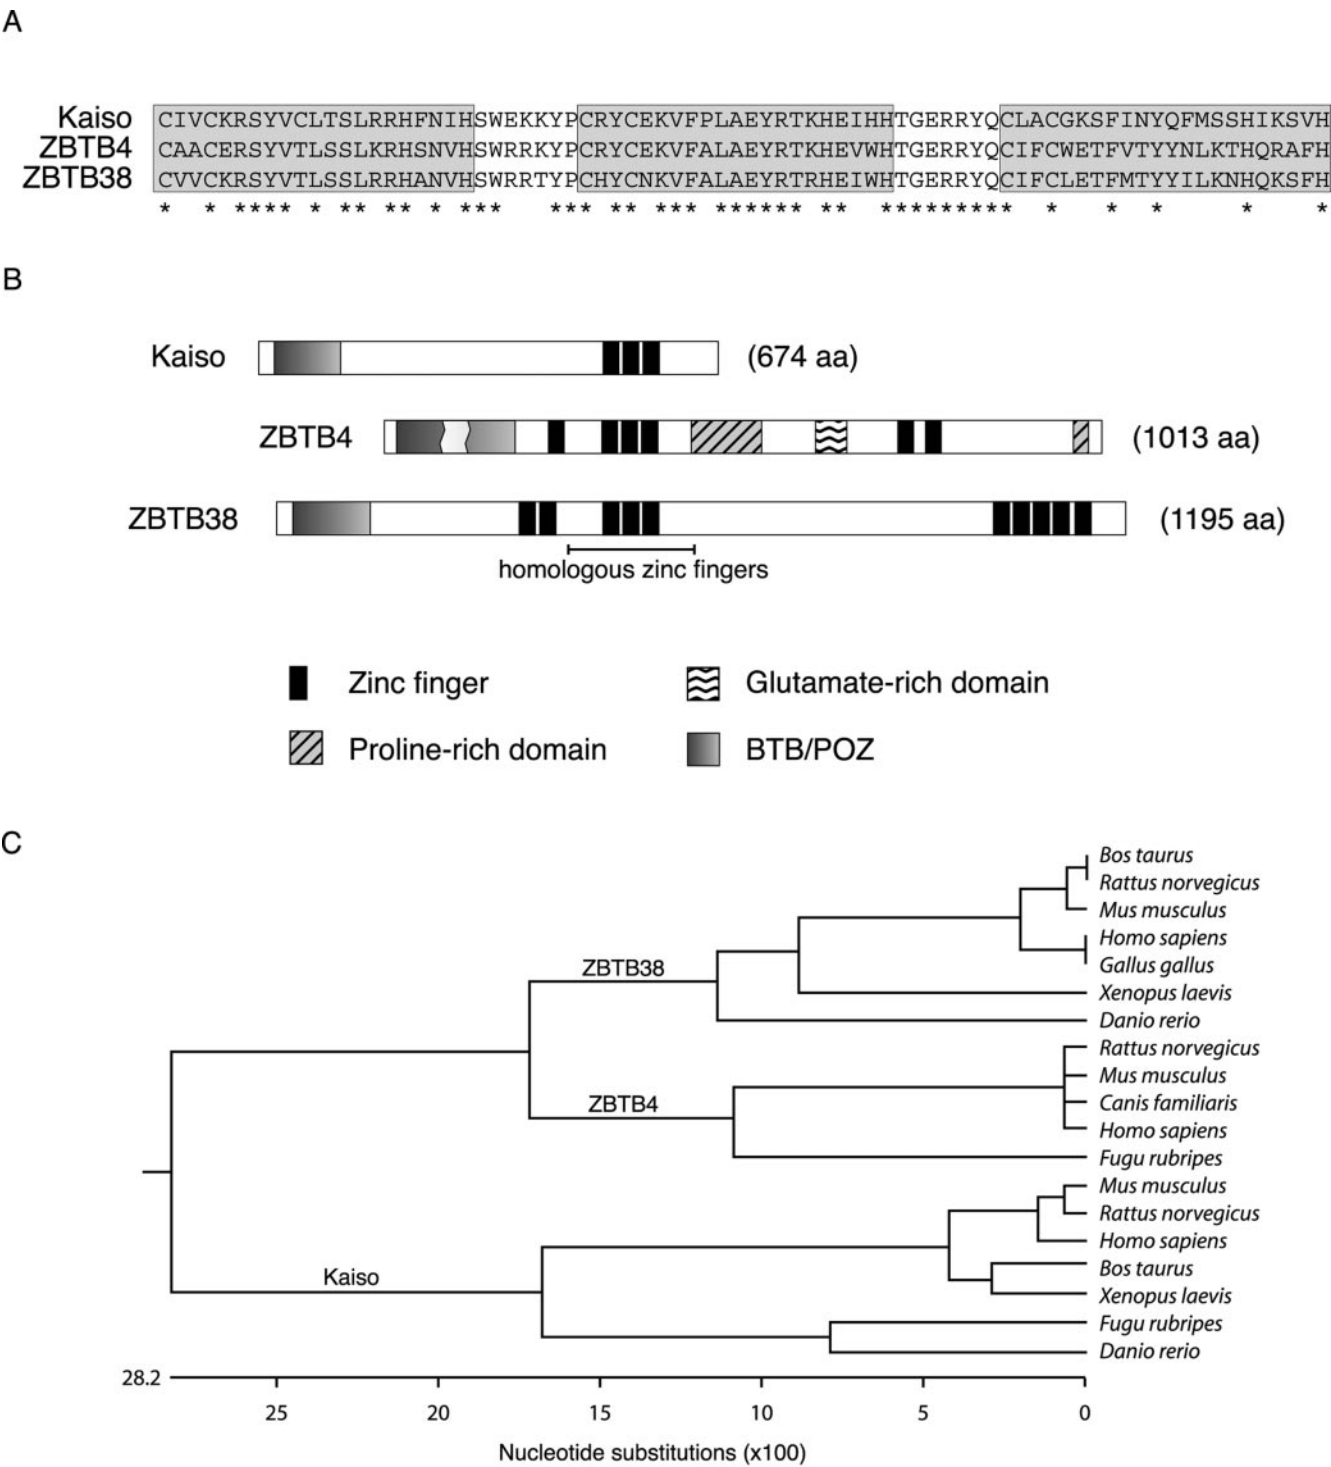 A
Kaiso CIVCKRSYVCLTSLRRHFNIHSWEKKYPCRYCEKVFPLAEYRTKHEIHHTGERRYQCLACGKSFINYQFMSSHIKSVH
ZBTB4 CAACERSYVTLSSLKRHSNVHSWRRKYPCRYCEKVFALAEYRTKHEVWHTGERRYQCIFCWETFVTYYNLKTHQRAFH
ZBTB38 CVVCKRSYVTLSSLRRHANVHSWRRTYPCHYCNKVFALAEYRTRHEIWHTGERRYQCIFCLETFMTYYILKNHQKSFH
* * **** * ** ** * *** *** ** *** ****** ** ********* * * * * *
B
Kaiso (674 aa)
ZBTB4 (1013 aa)
ZBTB38 (1195 aa)
homologous zinc fingers
Zinc finger Glutamate-rich domain
Proline-rich domain BTB/POZ
C
Bos taurus
Rattus norvegicus
Mus musculus
Homo sapiens
Gallus gallus
ZBTB38
Xenopus laevis
Danio rerio
Rattus norvegicus
Mus musculus
ZBTB4
Canis familiaris
Homo sapiens
Fugu rubripes
Mus musculus
Rattus norvegicus
Homo sapiens
Kaiso
Bos taurus
Xenopus laevis
Fugu rubripes
Danio rerio
28.2
25 20 15 10 5 0
Nucleotide substitutions (x100)